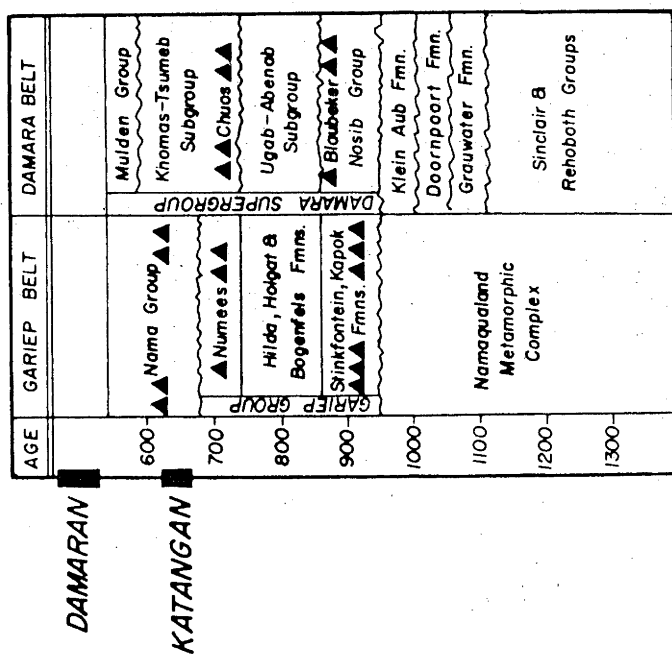 AGE
GARIEP BELT
DAMARA BELT
DAMARAN
KATANGAN
600
700
800
900
1000
1100
1200
1300
Nama Group
Numees
Hilda, Holgat &
Bogenfels Fmns.
Stinkfontein, Kapok
Fmns.
GARIEP GROUP
Namaqualand
Metamorphic
Complex
DAMARA SUPERGROUP
Mulden Group
Khomas-Tsumeb
Subgroup
Chuos
Ugab-Abenab
Subgroup
Blaubeker
Nosib Group
Klein Aub Fmn.
Doornpoort Fmn.
Grauwater Fmn.
Sinclair &
Rehoboth Groups